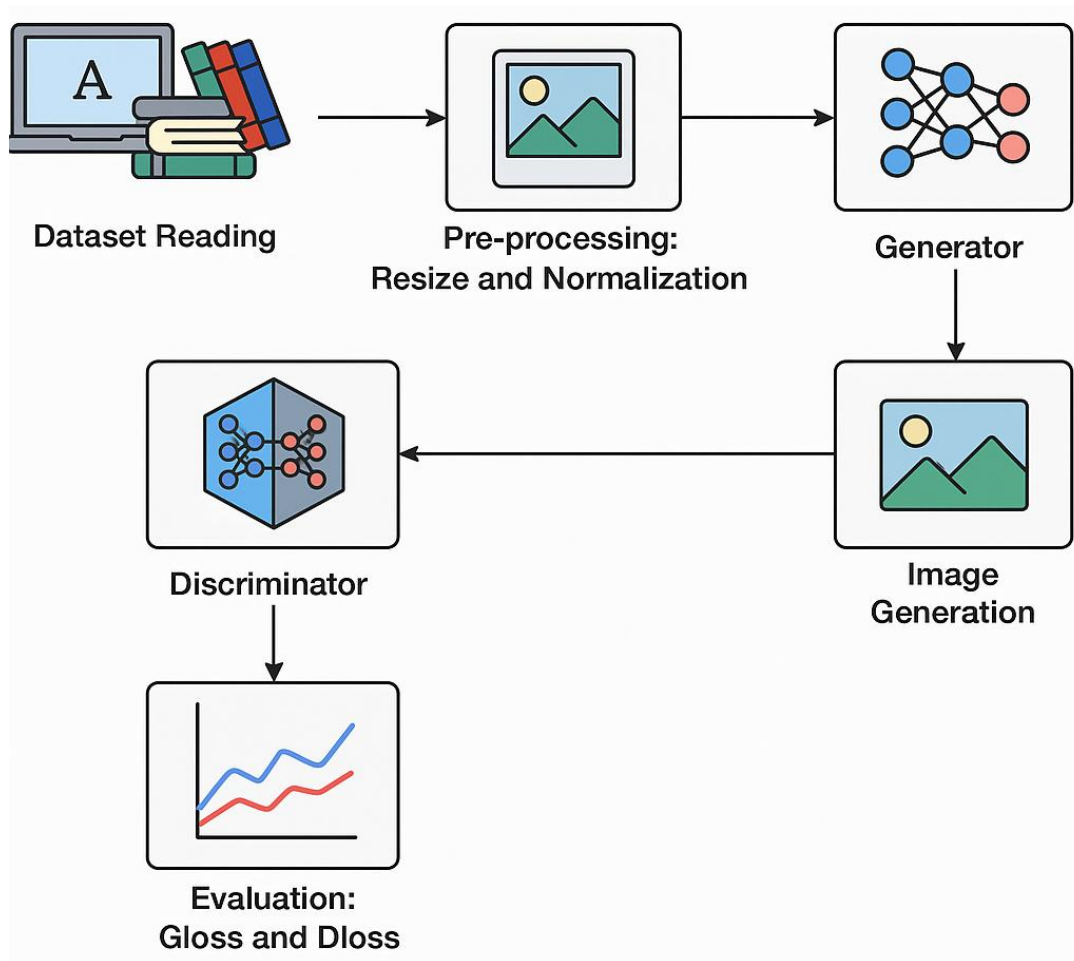 A
Dataset Reading
Pre-processing:
Resize and Normalization
Generator
Discriminator
Image
Generation
Evaluation:
Gloss and Dloss